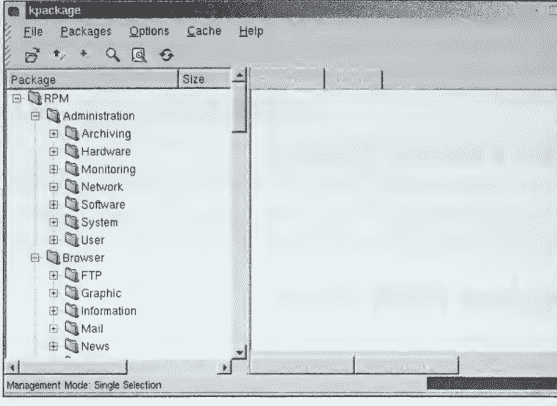 kpackage
File Packages Options Cache Help
Package Size
RPM
Administration
Archiving
Hardware
Monitoring
Network
Software
System
User
Browser
FTP
Graphic
Information
Mail
News
Management Mode: Single Selection